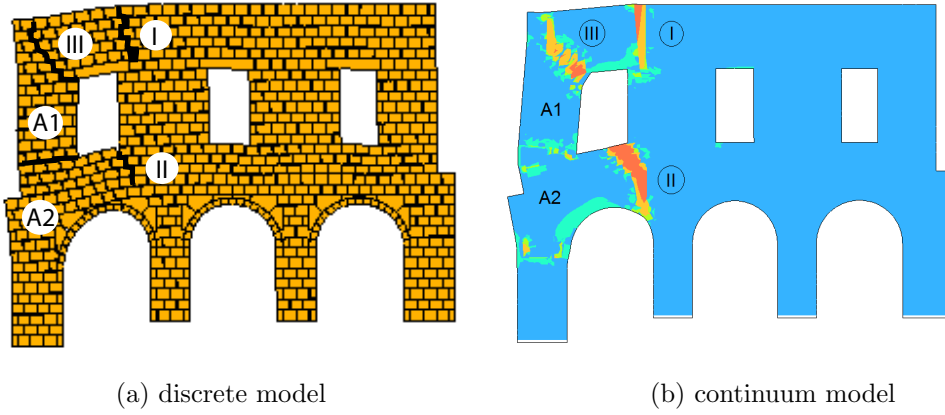 III I
A1
II
A2
III I
A1
II
A2
(a) discrete model
(b) continuum model